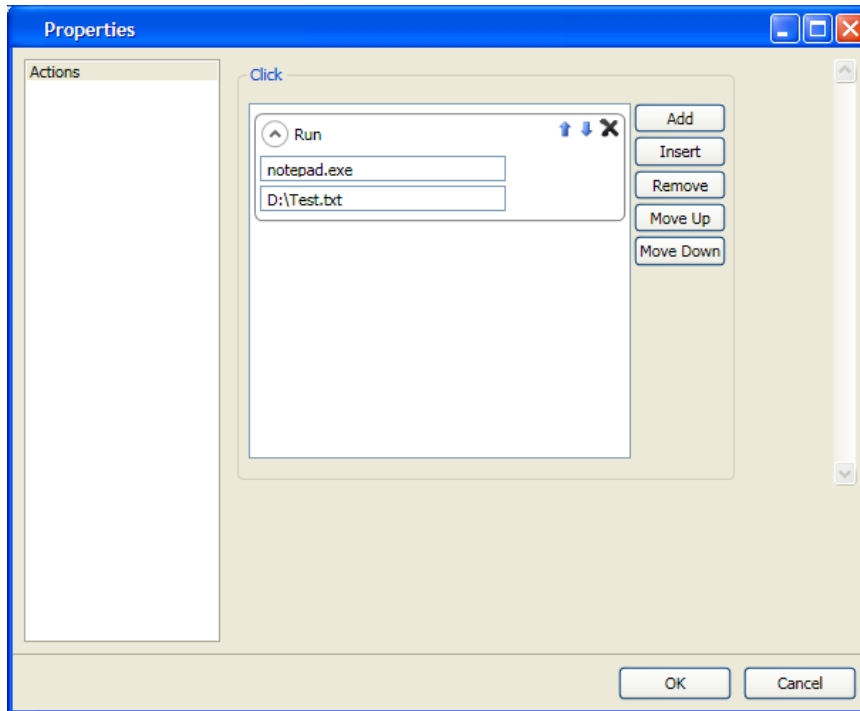 Properties
Actions
Click
Run
notepad.exe
D:\Test.txt
Add
Insert
Remove
Move Up
Move Down
OK
Cancel